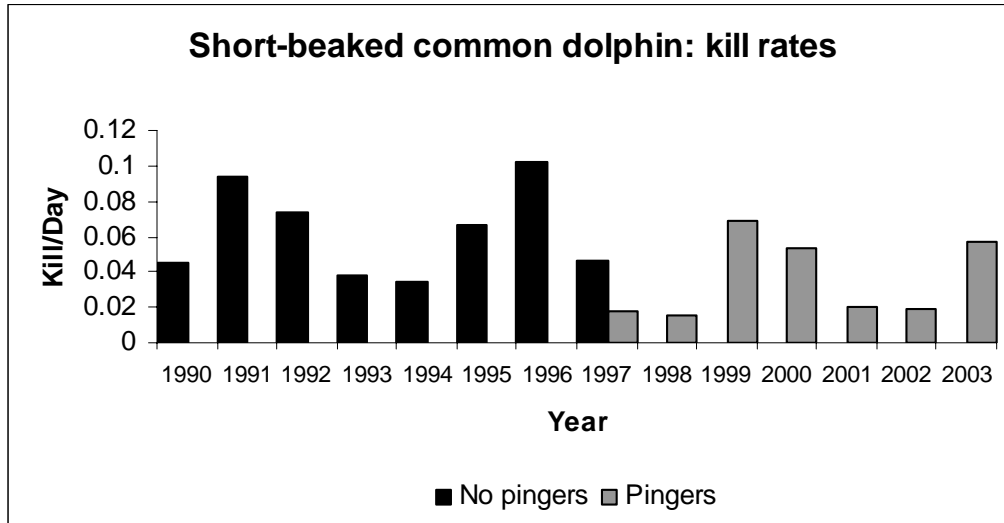 Short-beaked common dolphin: kill rates
0.12
0.1
0.08
0.06
0.04
0.02
0
Kill/Day
1990 1991 1992 1993 1994 1995 1996 1997 1998 1999 2000 2001 2002 2003
Year
No pingers Pingers